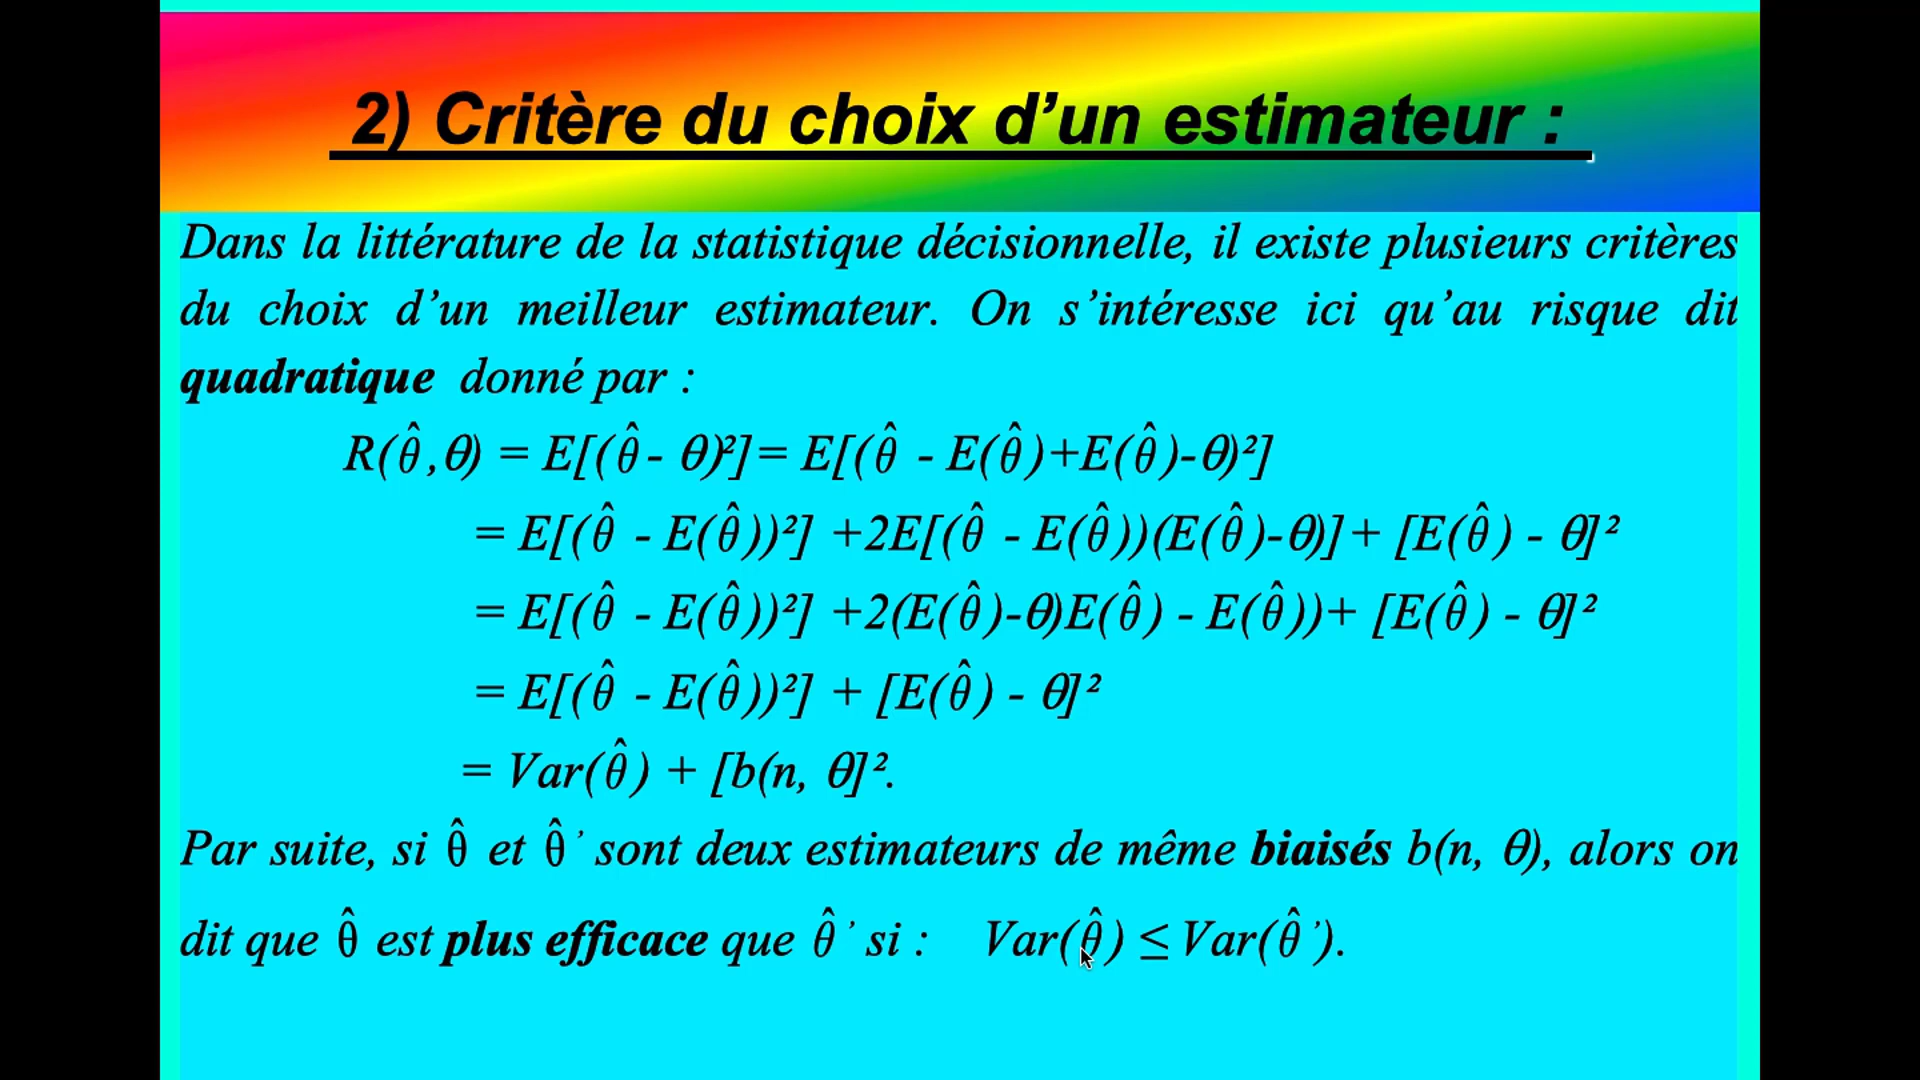 2) Critère du choix d’un estimateur :
Dans la littérature de la statistique décisionnelle, il existe plusieurs critères
du choix d’un meilleur estimateur. On s’intéresse ici qu’au risque dit
quadratique donné par :
R(θ̂,θ) = E[(θ̂- θ)²]= E[(θ̂ - E(θ̂)+E(θ̂)-θ)²]
= E[(θ̂ - E(θ̂))²] +2E[(θ̂ - E(θ̂))(E(θ̂)-θ)]+ [E(θ̂) - θ]²
= E[(θ̂ - E(θ̂))²] +2(E(θ̂)-θ)E(θ̂) - E(θ̂))+ [E(θ̂) - θ]²
= E[(θ̂ - E(θ̂))²] + [E(θ̂) - θ]²
= Var(θ̂) + [b(n, θ]².
Par suite, si θ̂ et θ̂ ’ sont deux estimateurs de même biaisés b(n, θ), alors on
dit que θ̂ est plus efficace que θ̂ ’ si : Var(θ̂) ≤ Var(θ̂ ’).